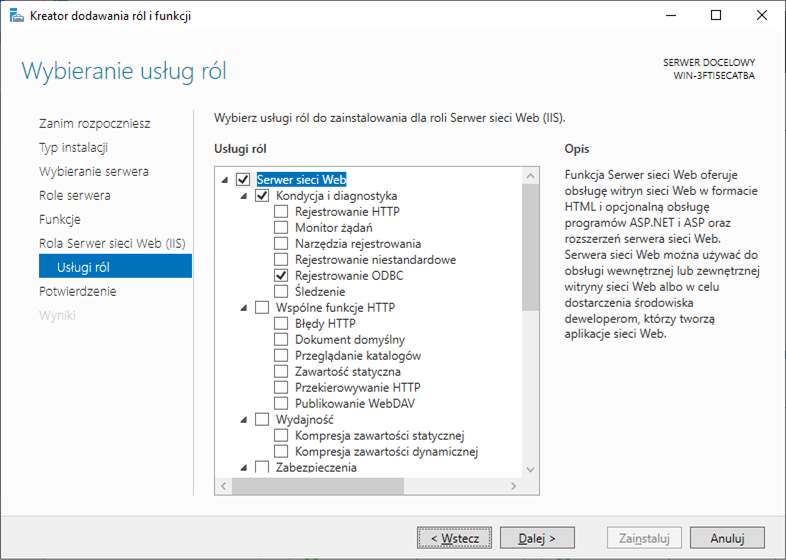 Kreator dodawania ról i funkcji
Wybieranie usług ról
SERWER DOCELOWY
WIN-3FTI5ECATBA
Zanim rozpoczniesz
Typ instalacji
Wybieranie serwera
Role serwera
Funkcje
Rola Serwer sieci Web (IIS)
Usługi ról
Potwierdzenie
Wyniki
Wybierz usługi ról do zainstalowania dla roli Serwer sieci Web (IIS).
Usługi ról
Serwer sieci Web
Kondycja i diagnostyka
Rejestrowanie HTTP
Monitor żądań
Narzędzia rejestrowania
Rejestrowanie niestandardowe
Rejestrowanie ODBC
Śledzenie
Wspólne funkcje HTTP
Błędy HTTP
Dokument domyślny
Przeglądanie katalogów
Zawartość statyczna
Przekierowywanie HTTP
Publikowanie WebDAV
Wydajność
Kompresja zawartości statycznej
Kompresja zawartości dynamicznej
Zabezpieczenia
Opis
Funkcja Serwer sieci Web oferuje
obsługę witryn sieci Web w formacie
HTML i opcjonalną obsługę
programów ASP.NET i ASP oraz
rozszerzeń serwera sieci Web.
Serwera sieci Web można używać do
obsługi wewnętrznej lub zewnętrznej
witryny sieci Web albo w celu
dostarczenia środowiska
deweloperom, którzy tworzą
aplikacje sieci Web.
< Wstecz
Dalej >
Zainstaluj
Anuluj